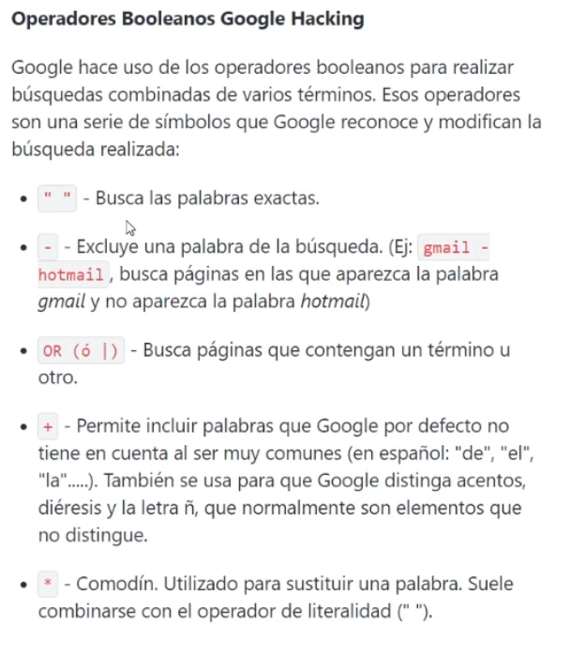 Operadores Booleanos Google Hacking
Google hace uso de los operadores booleanos para realizar
búsquedas combinadas de varios términos. Esos operadores
son una serie de símbolos que Google reconoce y modifican la
búsqueda realizada:
• " " - Busca las palabras exactas.
• - - Excluye una palabra de la búsqueda. (Ej: gmail -
hotmail, busca páginas en las que aparezca la palabra
gmail y no aparezca la palabra hotmail)
• OR (ó |) - Busca páginas que contengan un término u
otro.
• + - Permite incluir palabras que Google por defecto no
tiene en cuenta al ser muy comunes (en español: "de", "el",
"la".....). También se usa para que Google distinga acentos,
diéresis y la letra ñ, que normalmente son elementos que
no distingue.
• * - Comodín. Utilizado para sustituir una palabra. Suele
combinarse con el operador de literalidad (" ").